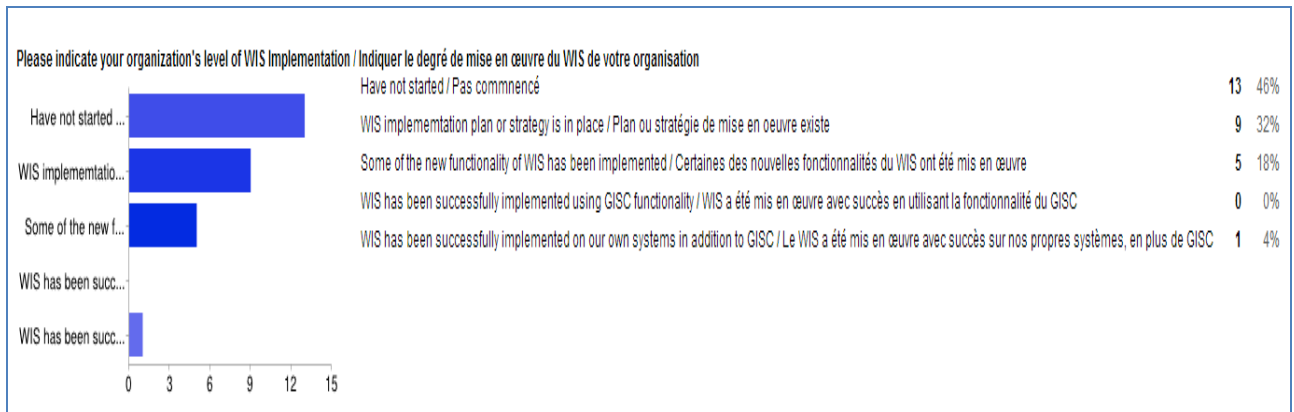 Please indicate your organization's level of WIS Implementation / Indiquer le degré de mise en œuvre du WIS de votre organisation
Have not started / Pas commnencé 13 46%
WIS implememtation plan or strategy is in place / Plan ou stratégie de mise en oeuvre existe 9 32%
Some of the new functionality of WIS has been implemented / Certaines des nouvelles fonctionnalités du WIS ont été mis en œuvre 5 18%
WIS has been successfully implemented using GISC functionality / WIS a été mis en œuvre avec succès en utilisant la fonctionnalité du GISC 0 0%
WIS has been successfully implemented on our own systems in addition to GISC / Le WIS a été mis en œuvre avec succès sur nos propres systèmes, en plus de GISC 1 4%
Have not started ...
WIS implememtatio...
Some of the new f...
WIS has been succ...
WIS has been succ...
0 3 6 9 12 15